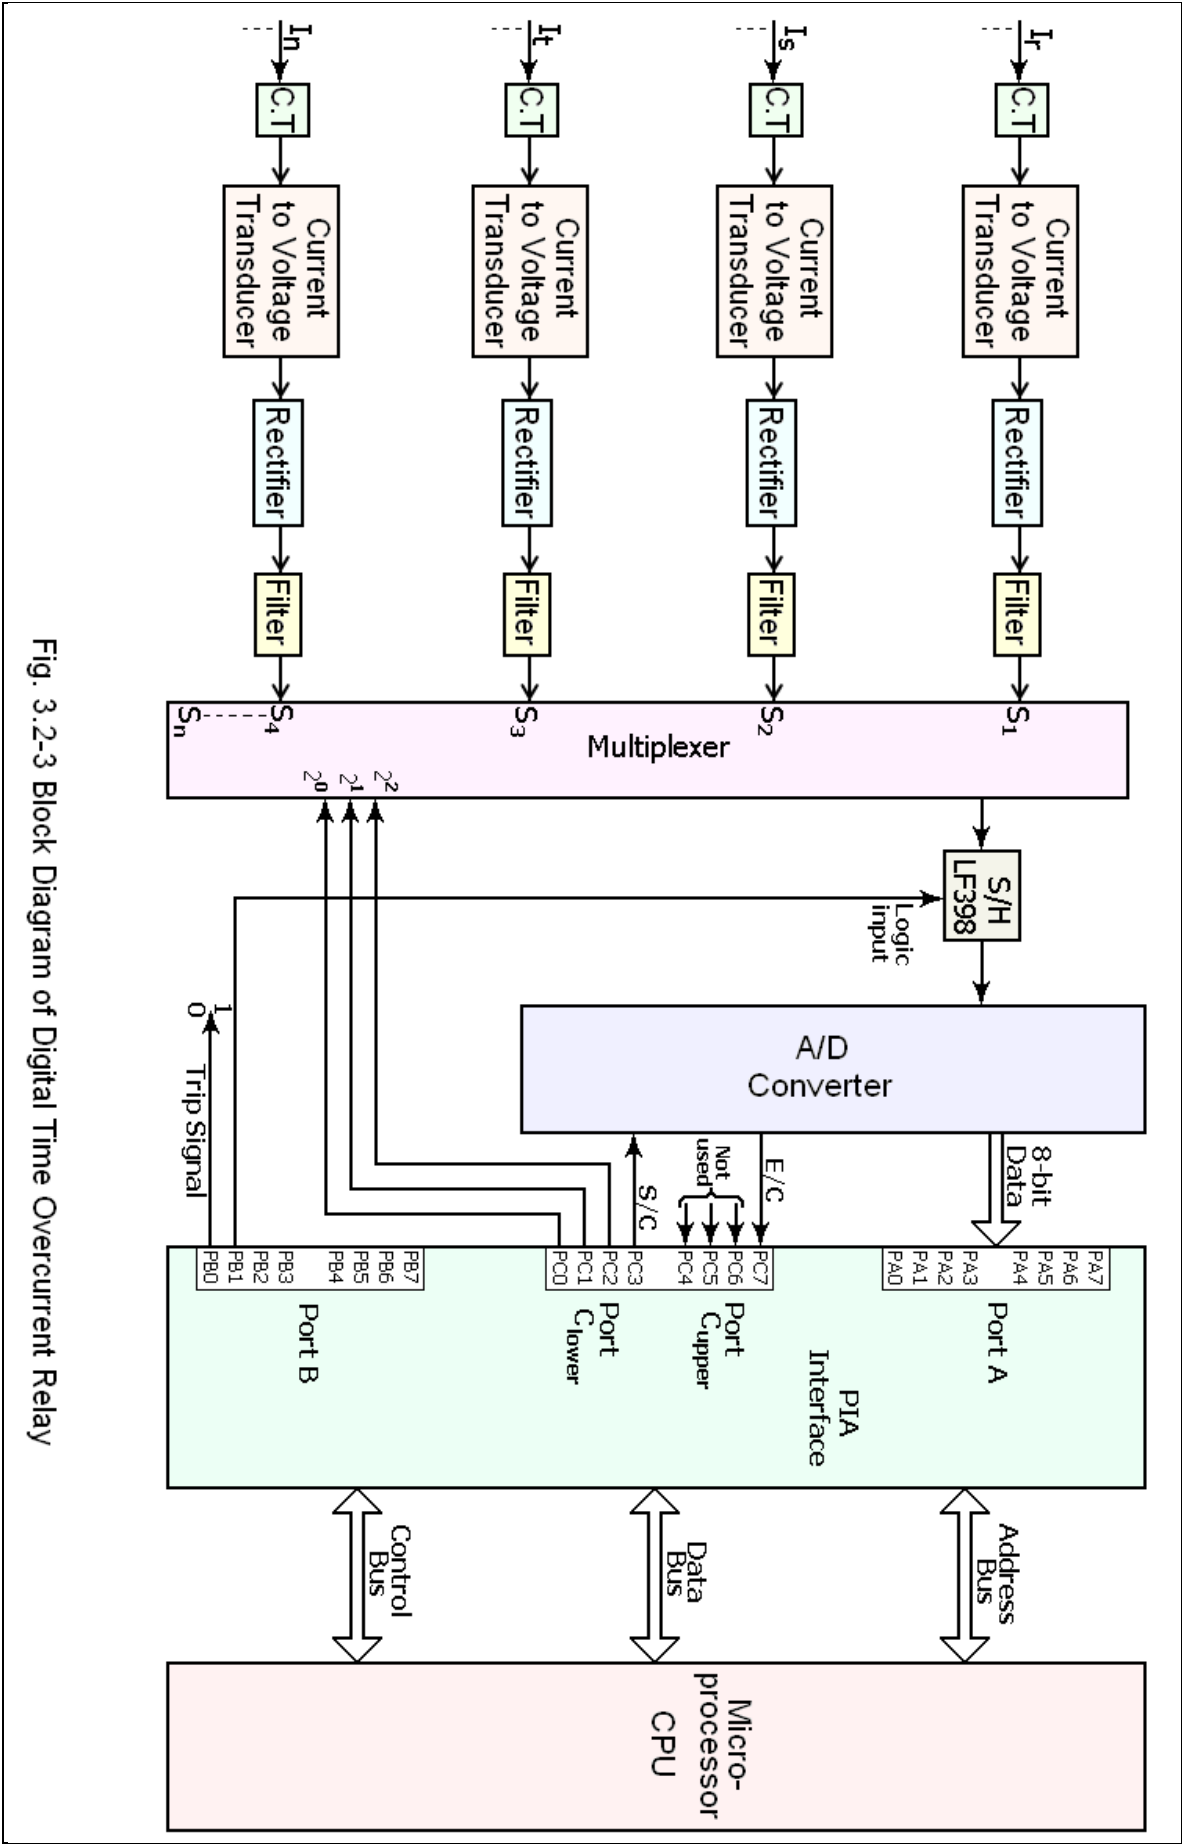 Ir
C.T
Current
to Voltage
Transducer
Rectifier
Filter
S1
Is
C.T
Current
to Voltage
Transducer
Rectifier
Filter
S2
It
C.T
Current
to Voltage
Transducer
Rectifier
Filter
S3
In
C.T
Current
to Voltage
Transducer
Rectifier
Filter
S4
Sn
Multiplexer
2^2
2^1
2^0
S/H
LF398
Logic
input
A/D
Converter
8-bit
Data
E/C
Not
used
S/C
1
0
Trip Signal
PA7
PA6
PA5
PA4
PA3
PA2
PA1
PA0
Port A
PC7
PC6
PC5
PC4
Port
Cupper
PC3
PC2
PC1
PC0
Port
Clower
PB7
PB6
PB5
PB4
PB3
PB2
PB1
PB0
Port B
PIA
Interface
Address
Bus
Data
Bus
Control
Bus
Micro-
processor
CPU
Fig. 3.2-3 Block Diagram of Digital Time Overcurrent Relay